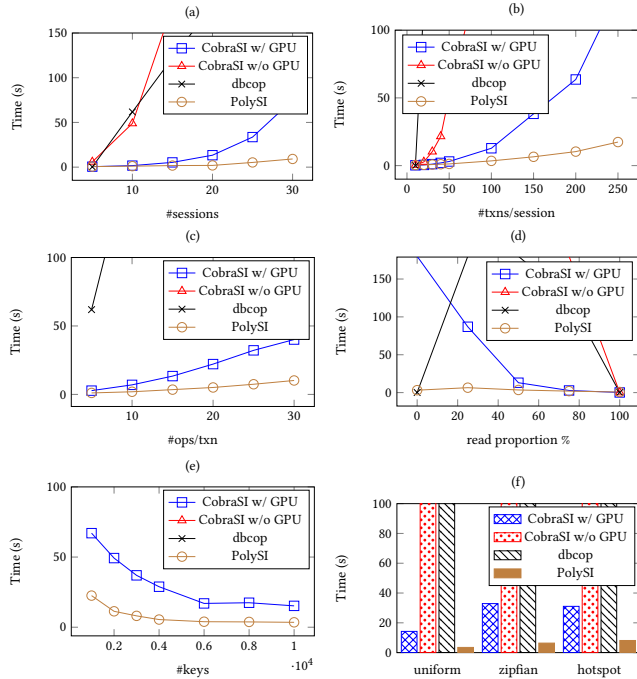 (a)
150
100
50
0
Time (s)
CobraSI w/ GPU
CobraSI w/o GPU
dbcop
PolySI
10
20
30
#sessions
(b)
100
50
0
Time (s)
CobraSI w/ GPU
CobraSI w/o GPU
dbcop
PolySI
0
50
100
150
200
250
#txns/session
(c)
100
50
0
Time (s)
CobraSI w/ GPU
CobraSI w/o GPU
dbcop
PolySI
10
20
30
#ops/txn
(d)
150
100
50
0
Time (s)
CobraSI w/ GPU
CobraSI w/o GPU
dbcop
PolySI
0
20
40
60
80
100
read proportion %
(e)
100
50
0
Time (s)
CobraSI w/ GPU
CobraSI w/o GPU
dbcop
PolySI
0.2
0.4
0.6
0.8
1
·10⁴
#keys
(f)
100
80
60
40
20
0
Time (s)
CobraSI w/ GPU
CobraSI w/o GPU
dbcop
PolySI
uniform
zipfian
hotspot